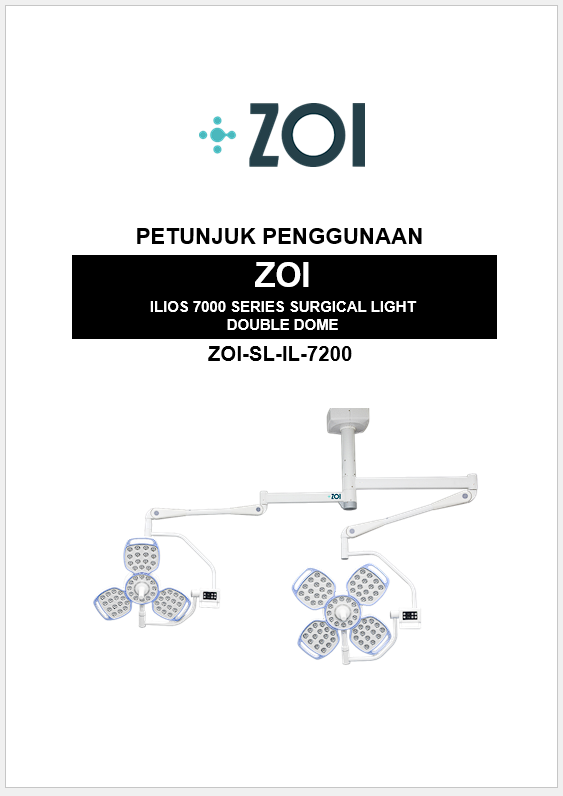 ZOI
PETUNJUK PENGGUNAAN
ZOI
ILIOS 7000 SERIES SURGICAL LIGHT
DOUBLE DOME
ZOI-SL-IL-7200
ZOI